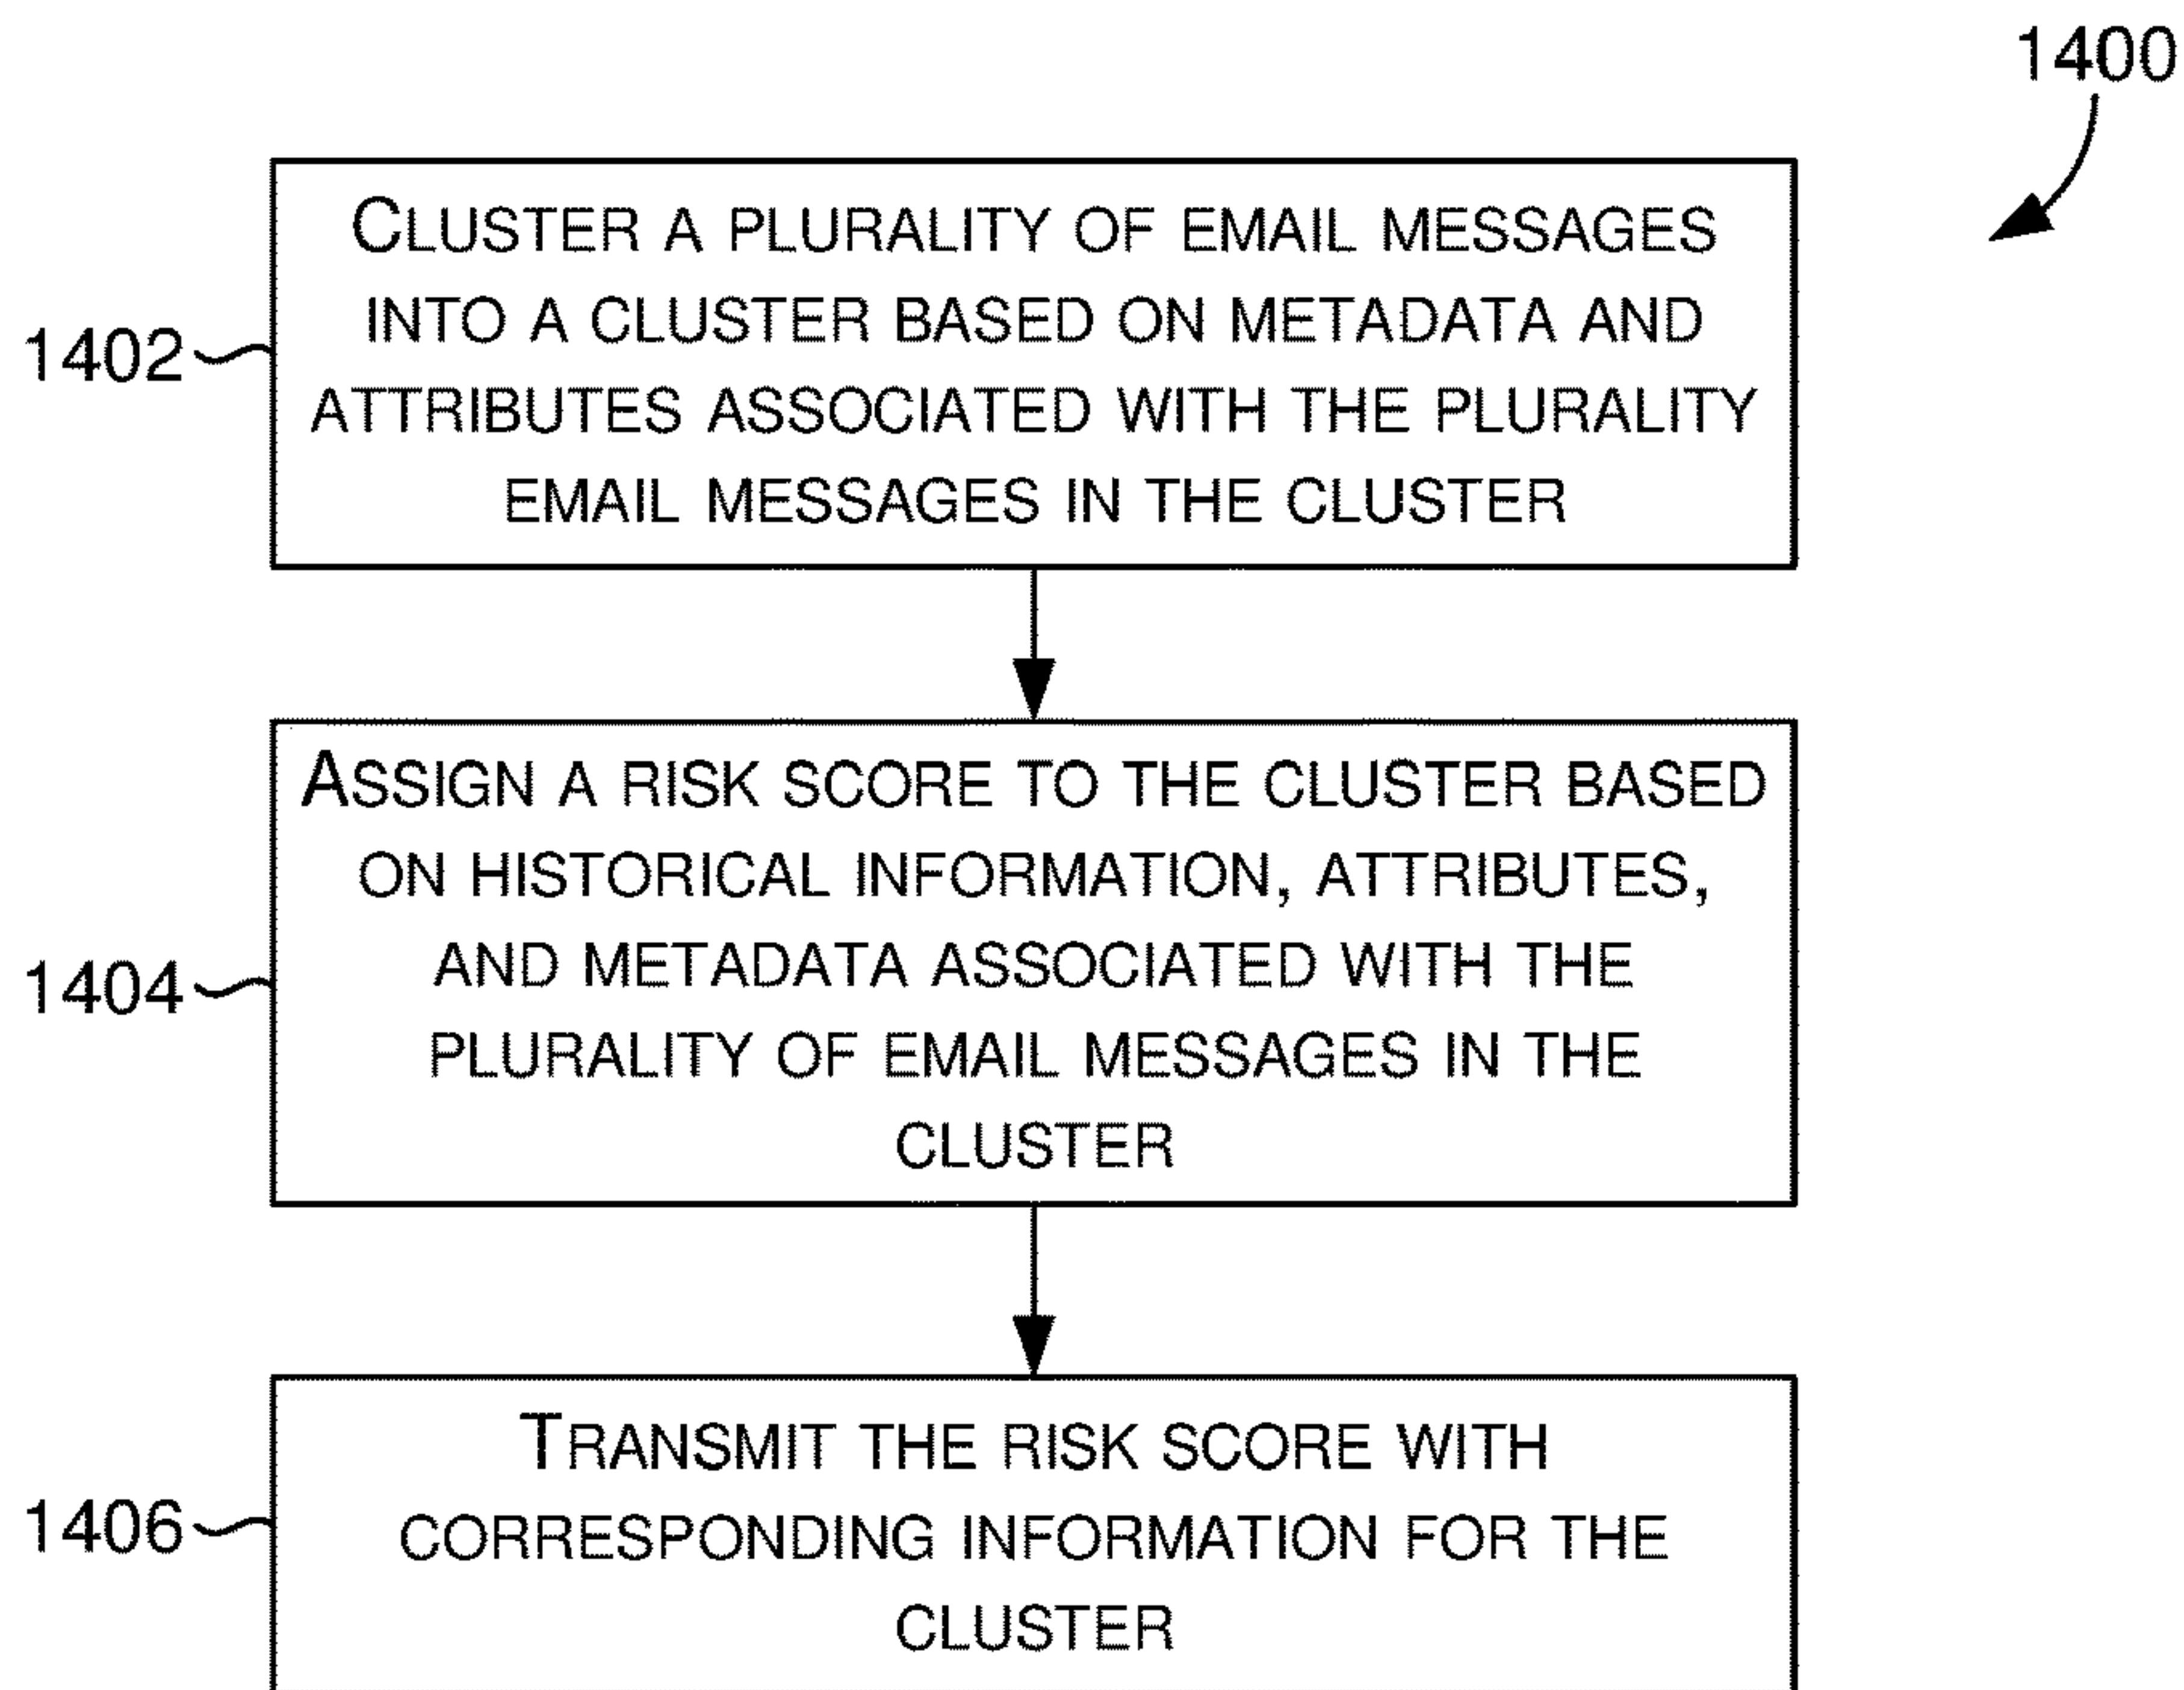 1400
CLUSTER A PLURALITY OF EMAIL MESSAGES
INTO A CLUSTER BASED ON METADATA AND
ATTRIBUTES ASSOCIATED WITH THE PLURALITY
EMAIL MESSAGES IN THE CLUSTER
1402
ASSIGN A RISK SCORE TO THE CLUSTER BASED
ON HISTORICAL INFORMATION, ATTRIBUTES,
AND METADATA ASSOCIATED WITH THE
PLURALITY OF EMAIL MESSAGES IN THE
CLUSTER
1404
TRANSMIT THE RISK SCORE WITH
CORRESPONDING INFORMATION FOR THE
CLUSTER
1406